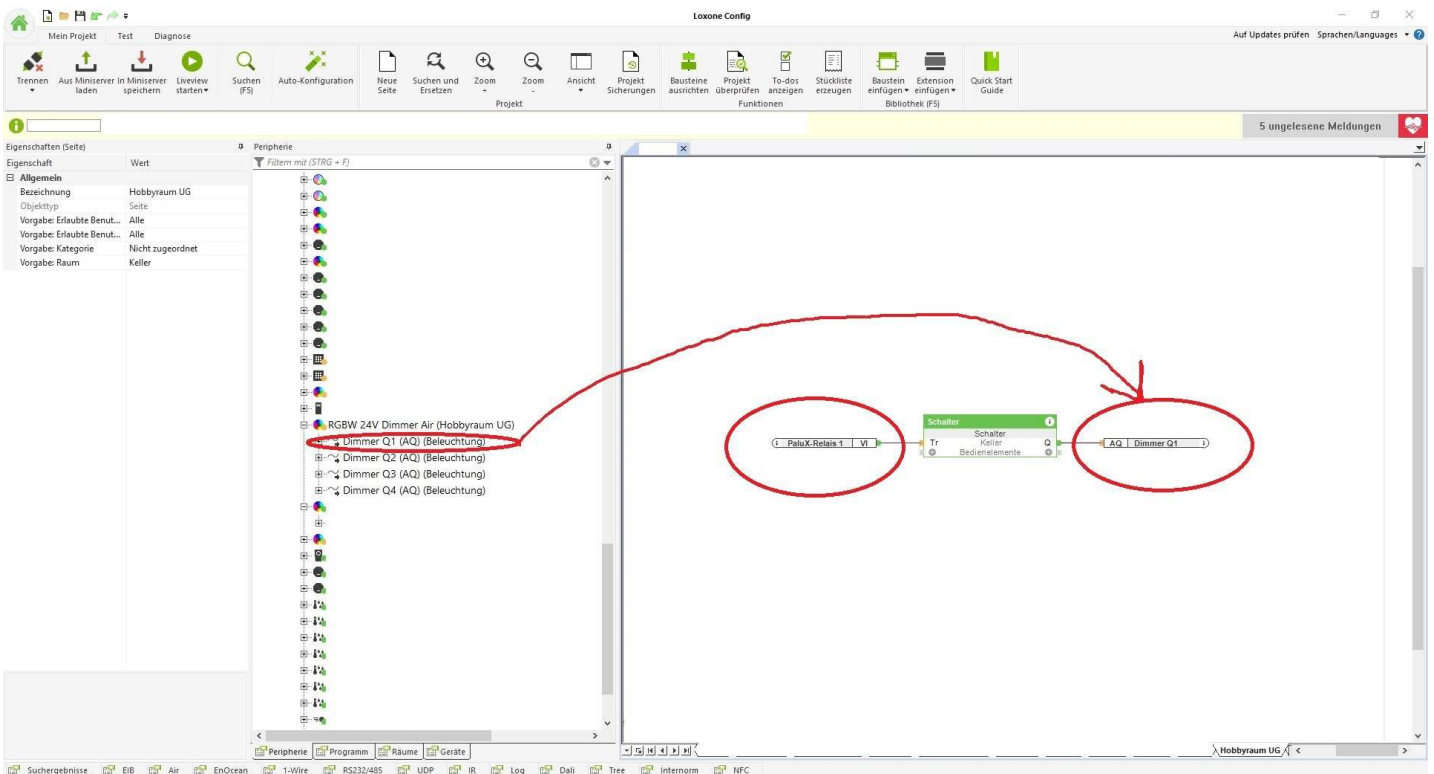 Loxone Config
Mein Projekt Test Diagnose
Auf Updates prüfen Sprachen/Languages
Trennen
Aus Miniserver laden
In Miniserver speichern
Liveview starten
Suchen (F5)
Auto-Konfiguration
Neue Seite
Suchen und Ersetzen
Zoom +
Zoom -
Ansicht
Projekt Sicherungen
Bausteine ausrichten
Projekt überprüfen
To-dos anzeigen
Stückliste erzeugen
Baustein einfügen
Extension einfügen
Quick Start Guide
Projekt
Funktionen
Bibliothek (F5)
5 ungelesene Meldungen
Eigenschaften (Seite)
Eigenschaft Wert
Allgemein
Bezeichnung Hobbyraum UG
Objekttyp Seite
Vorgabe: Erlaubte Benut... Alle
Vorgabe: Erlaubte Benut... Alle
Vorgabe: Kategorie Nicht zugeordnet
Vorgabe: Raum Keller
Peripherie
Filtern mit (STRG + F)
RGBW 24V Dimmer Air (Hobbyraum UG)
Dimmer Q1 (AQ) (Beleuchtung)
Dimmer Q2 (AQ) (Beleuchtung)
Dimmer Q3 (AQ) (Beleuchtung)
Dimmer Q4 (AQ) (Beleuchtung)
Peripherie Programm Räume Geräte
PaluX-Relais 1 VI
Schalter
Schalter
Tr Keller Q
Bedienelemente
AQ Dimmer Q1
Hobbyraum UG
Suchergebnisse EIB Air EnOcean 1-Wire RS232/485 UDP IR Log Dali Tree Internorm NFC